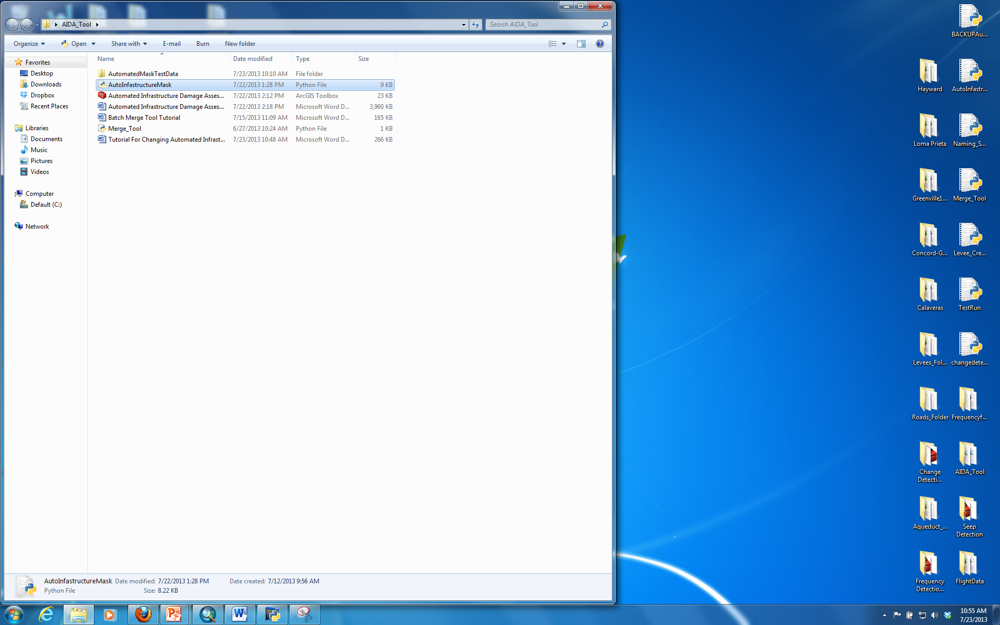 AIDA_Tool
Search AIDA_Tool
Organize Open Share with E-mail Burn New folder
Name Date modified Type Size
Favorites
Desktop
Downloads
Dropbox
Recent Places
Libraries
Documents
Music
Pictures
Videos
Computer
Default (C:)
Network
AutomatedMaskTestData 7/23/2013 10:10 AM File folder
AutoInfastructureMask 7/22/2013 1:28 PM Python File 9 KB
Automated Infrastructure Damage Asses... 7/22/2013 2:12 PM ArcGIS Toolbox 23 KB
Automated Infrastructure Damage Asses... 7/22/2013 2:18 PM Microsoft Word D... 3,960 KB
Batch Merge Tool Tutorial 7/15/2013 11:09 AM Microsoft Word D... 165 KB
Merge_Tool 6/27/2013 10:24 AM Python File 1 KB
Tutorial For Changing Automated Infrast... 7/23/2013 10:48 AM Microsoft Word D... 266 KB
AutoInfastructureMask Date modified: 7/22/2013 1:28 PM Date created: 7/12/2013 9:56 AM
Python File Size: 8.22 KB
BACKUPAu...
Hayward AutoInfastr...
Loma Prieta Naming_S...
Greenville1... Merge_Tool
Concord-G... Levee_Cre...
Calaveras TestRun
Levees_Fol... changedete...
Roads_Folder Frequencyf...
Change
Detecti...
AIDA_Tool
Aqueduct_...
Seep
Detection
Frequency
Detectio...
FlightData
10:55 AM
7/23/2013